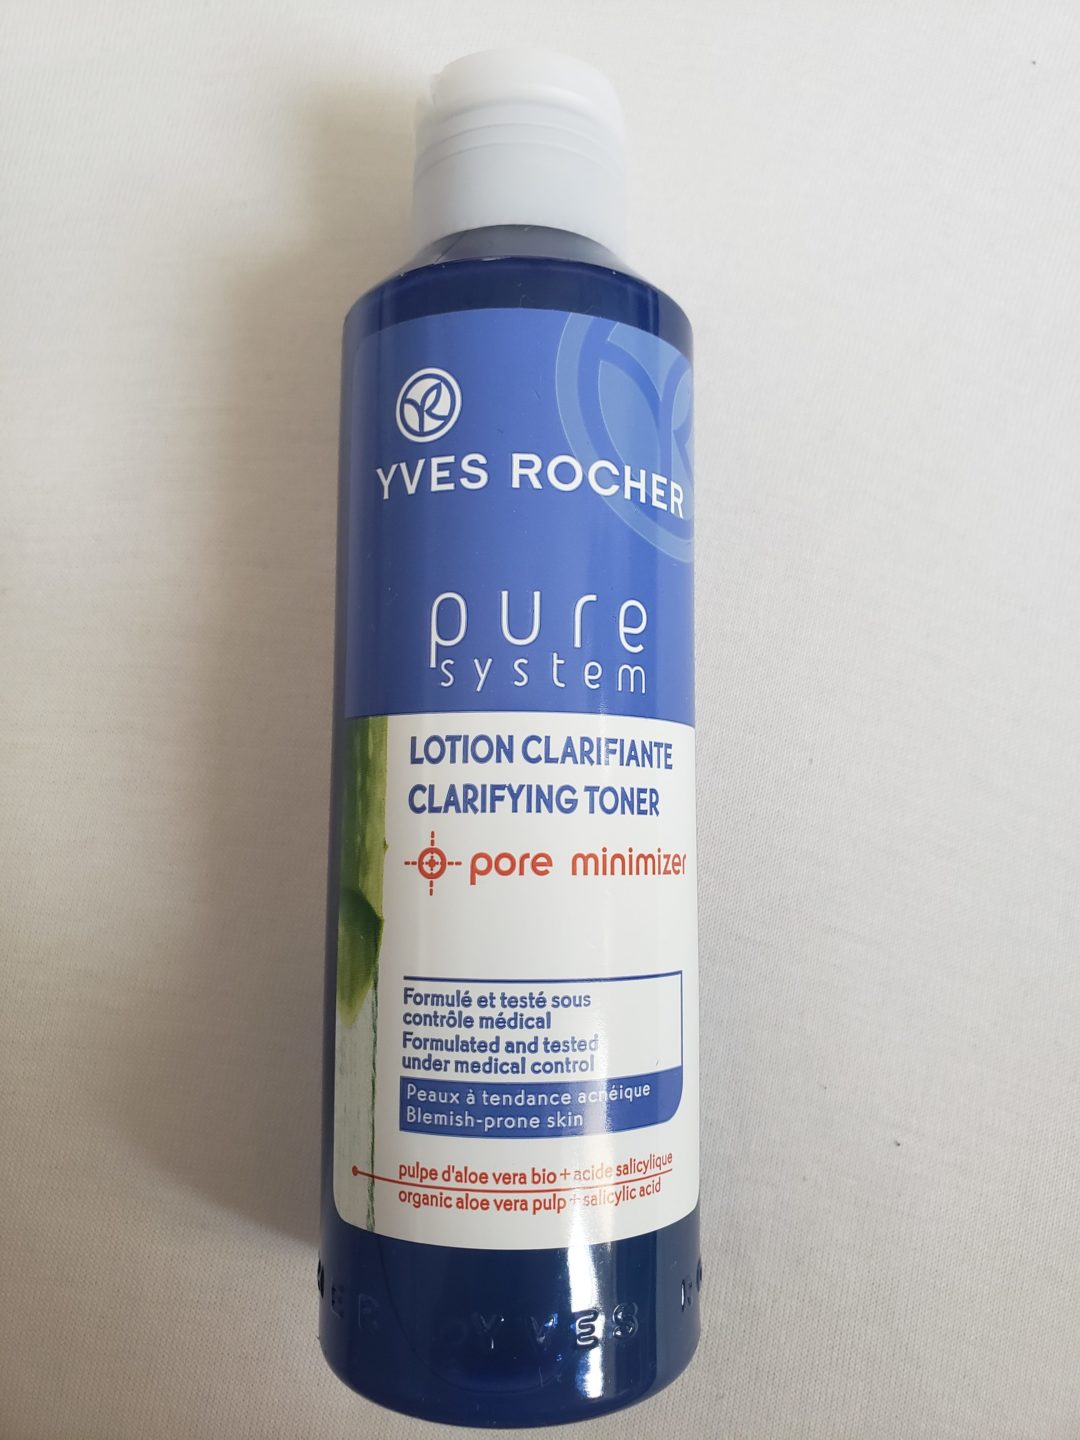 YVES ROCHER
pure
system
LOTION CLARIFIANTE
CLARIFYING TONER
pore minimizer
Formulé et testé sous
contrôle médical
Formulated and tested
under medical control
Peaux à tendance acnéique
Blemish-prone skin
pulpe d'aloe vera bio + acide salicylique
organic aloe vera pulp + salicylic acid
YVES